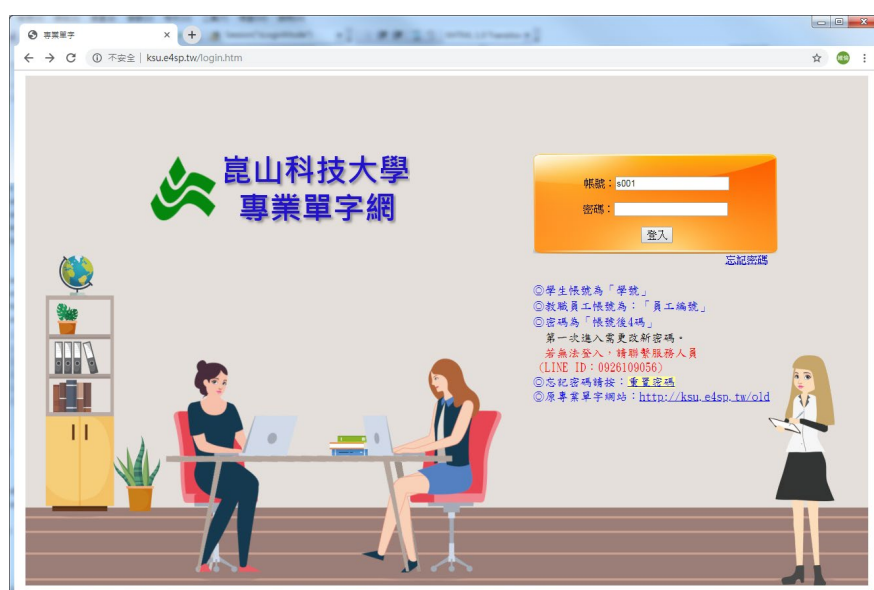 專業單字
不安全 | ksu.e4sp.tw/login.htm
崑山科技大學
專業單字網
帳號：s001
密碼：
登入
忘記密碼
◎學生帳號為「學號」
◎教職員工帳號為：「員工編號」
◎密碼為「帳號後4碼」
第一次進入需更改新密碼。
若無法登入，請聯繫服務人員
(LINE ID：0926109056)
◎忘記密碼請按：重置密碼
◎原專業單字網站：http://ksu.e4sp.tw/old